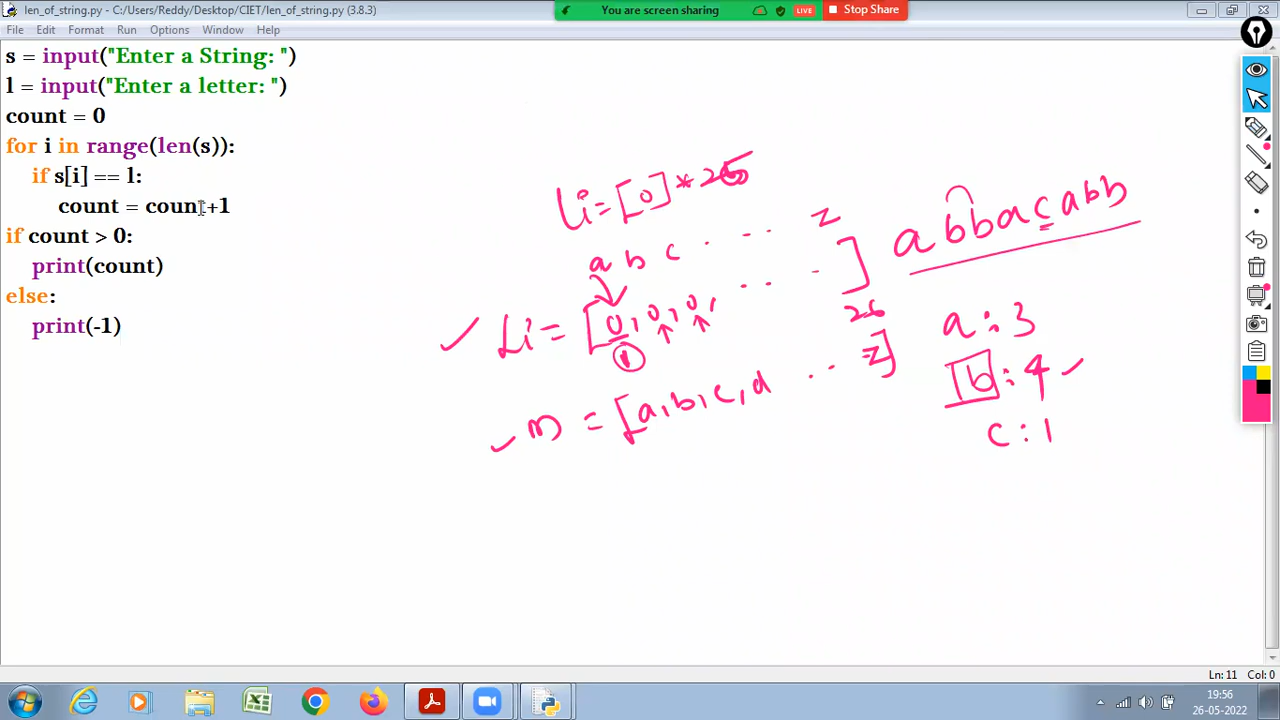 len_of_string.py - C:/Users/Reddy/Desktop/CIET/len_of_string.py (3.8.3)
You are screen sharing
LIVE
Stop Share
File Edit Format Run Options Window Help
s = input("Enter a String: ")
l = input("Enter a letter: ")
count = 0
for i in range(len(s)):
if s[i] == l:
count = count+1
if count > 0:
print(count)
else:
print(-1)
li = [0] * 26
a b c . .. z
Li = [0, 0, 0, .. . ]
26
1
m = [a, b, c, d .. z]
abbacabb
a : 3
b : 4
c : 1
Ln: 11 Col: 0
19:56
26-05-2022